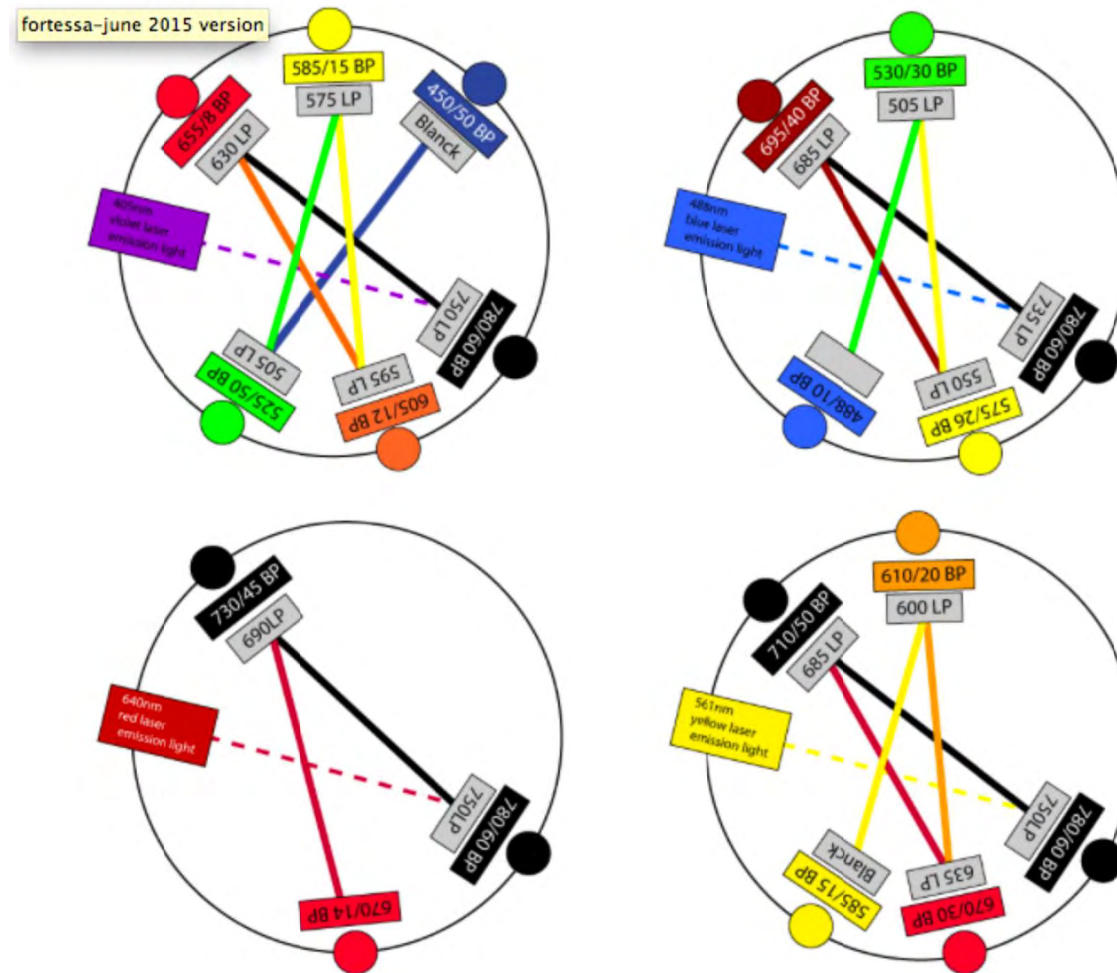 fortessa-june 2015 version
585/15 BP
575 LP
450/50 BP
Blanck
655/8 BP
630 LP
405nm
violet laser
emission light
750 LP
780/60 BP
505 LP
525/50 BP
595 LP
605/12 BP
530/30 BP
505 LP
695/40 BP
685 LP
488nm
blue laser
emission light
735 LP
780/60 BP
488/10 BP
550 LP
575/26 BP
730/45 BP
690LP
640nm
red laser
emission light
750LP
780/60 BP
670/14 BP
610/20 BP
600 LP
710/50 BP
685 LP
561nm
yellow laser
emission light
750LP
780/60 BP
Blanck
585/15 BP
635 LP
670/30 BP